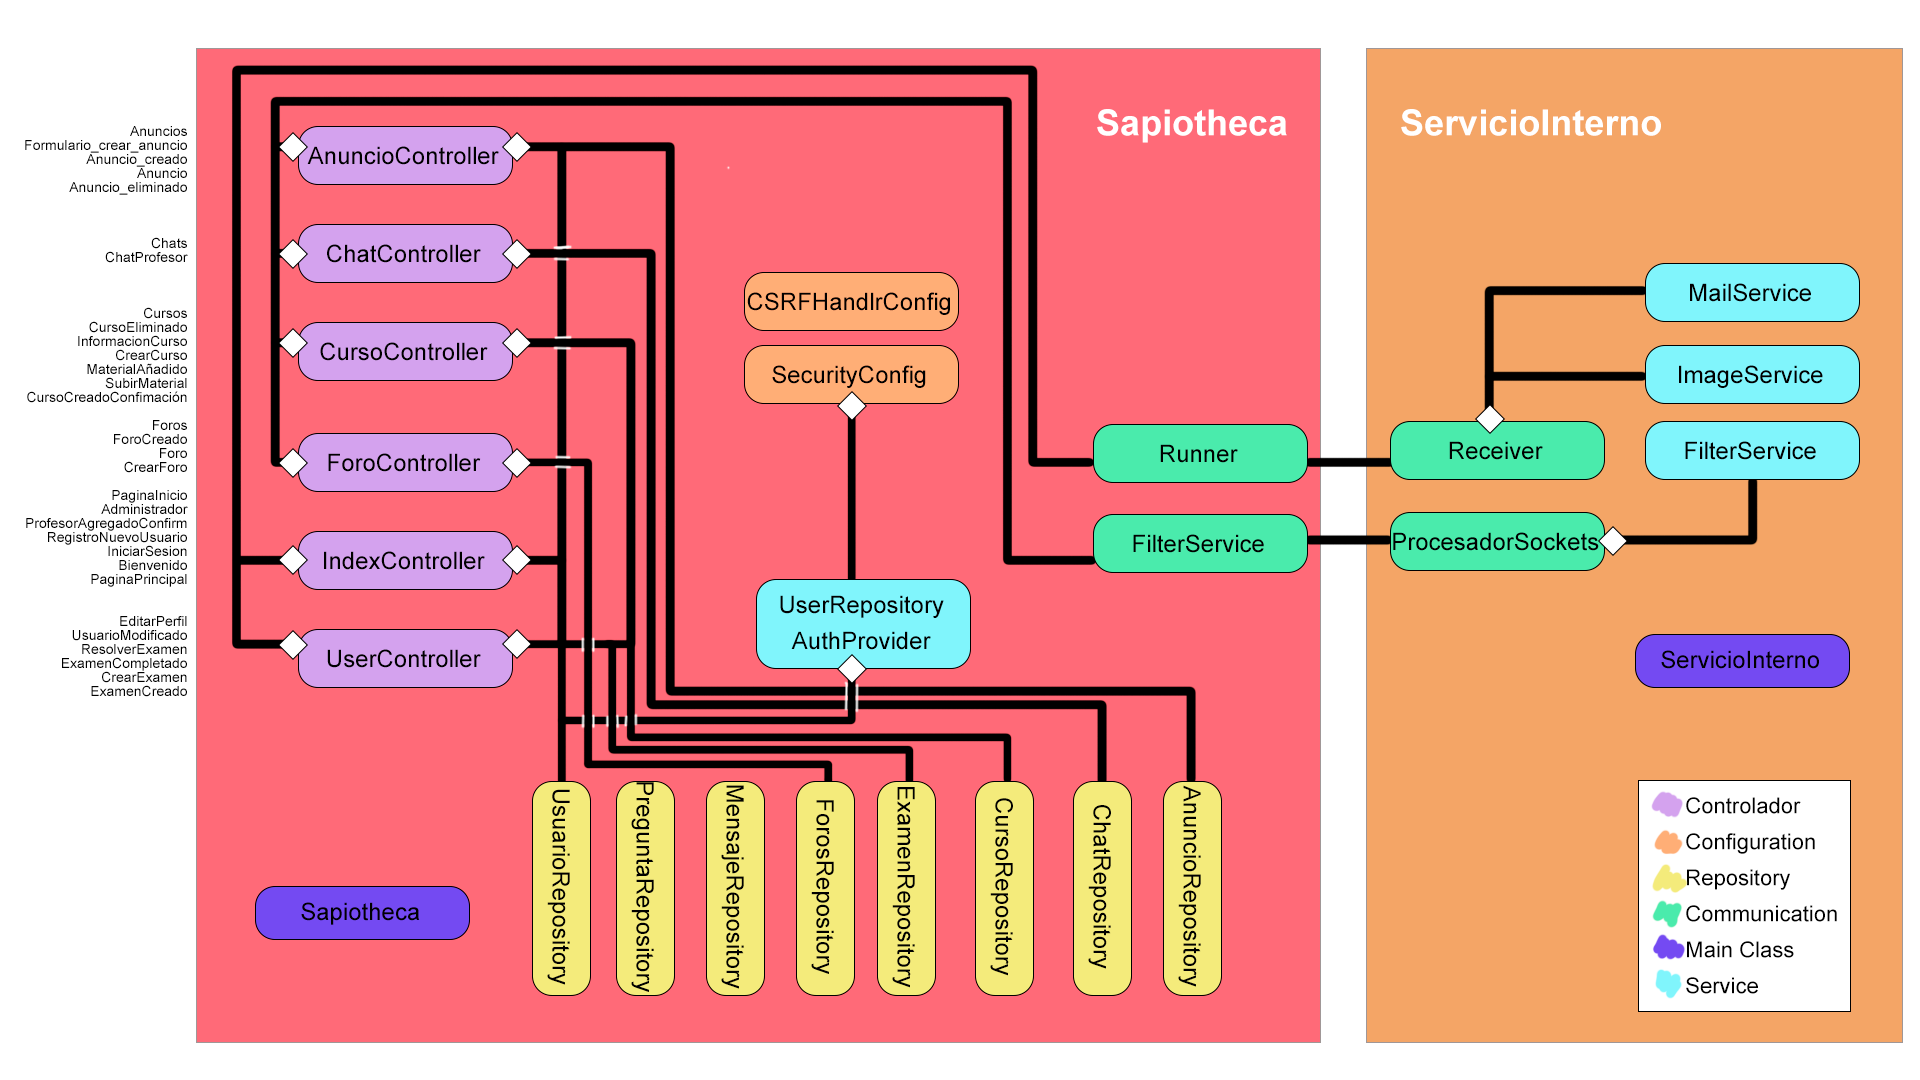 Anuncios
Formulario_crear_anuncio
Anuncio_creado
Anuncio
Anuncio_eliminado
Chats
ChatProfesor
Cursos
CursoEliminado
InformacionCurso
CrearCurso
MaterialAñadido
SubirMaterial
CursoCreadoConfimación
Foros
ForoCreado
Foro
CrearForo
PaginaInicio
Administrador
ProfesorAgregadoConfirm
RegistroNuevoUsuario
IniciarSesion
Bienvenido
PaginaPrincipal
EditarPerfil
UsuarioModificado
ResolverExamen
ExamenCompletado
CrearExamen
ExamenCreado
Sapiotheca
AnuncioController
ChatController
CursoController
ForoController
IndexController
UserController
CSRFHandlrConfig
SecurityConfig
UserRepository
AuthProvider
Runner
FilterService
UsuarioRepository
PreguntaRepository
MensajeRepository
ForosRepository
ExamenRepository
CursoRepository
ChatRepository
AnuncioRepository
Sapiotheca
ServicioInterno
MailService
ImageService
Receiver
FilterService
ProcesadorSockets
ServicioInterno
Controlador
Configuration
Repository
Communication
Main Class
Service